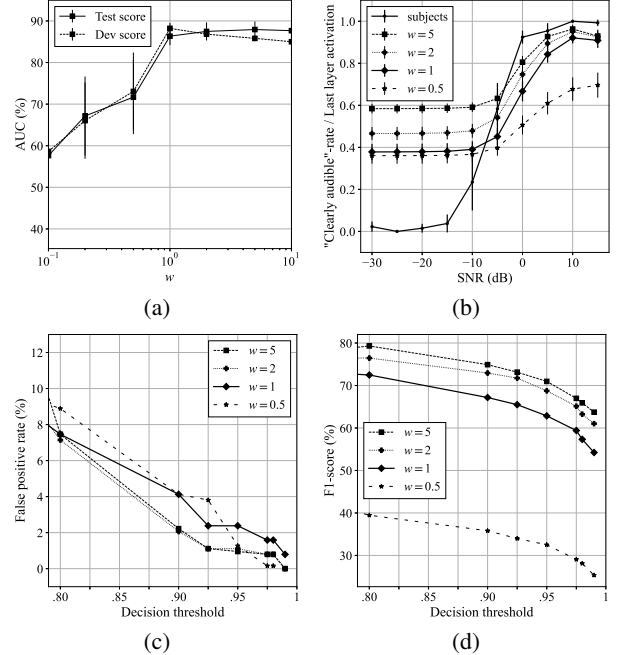 Test score
Dev score
AUC (%)
90
80
70
60
50
40
10⁻¹
10⁰
10¹
w
(a)
subjects
w = 5
w = 2
w = 1
w = 0.5
"Clearly audible"-rate / Last layer activation
1.0
0.8
0.6
0.4
0.2
0.0
−30
−20
−10
0
10
SNR (dB)
(b)
w = 5
w = 2
w = 1
w = 0.5
False positive rate (%)
12
10
8
6
4
2
0
.80
.85
.90
.95
1
Decision threshold
(c)
w = 5
w = 2
w = 1
w = 0.5
F1-score (%)
80
70
60
50
40
30
.80
.85
.90
.95
1
Decision threshold
(d)